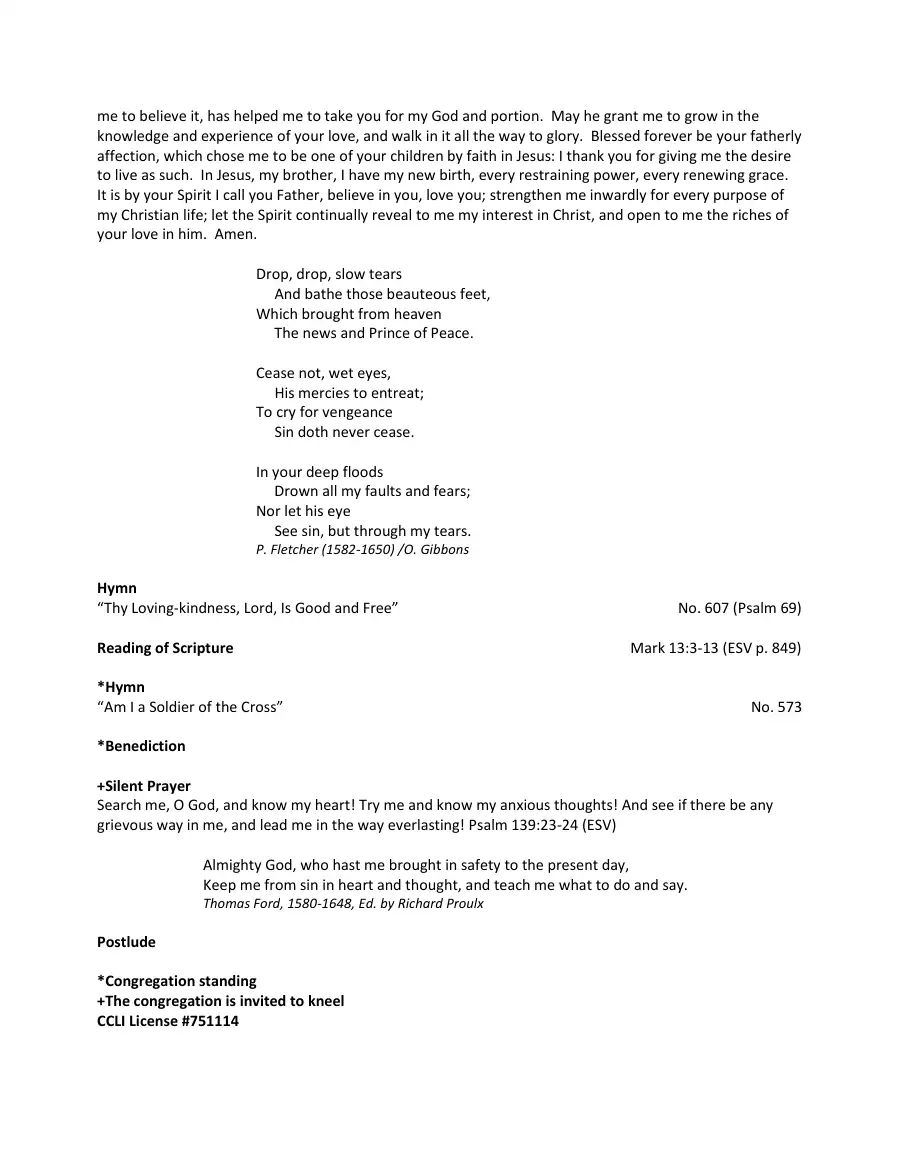 me to believe it, has helped me to take you for my God and portion.  May he grant me to grow in the
knowledge and experience of your love, and walk in it all the way to glory.  Blessed forever be your fatherly
affection, which chose me to be one of your children by faith in Jesus: I thank you for giving me the desire
to live as such.  In Jesus, my brother, I have my new birth, every restraining power, every renewing grace.
It is by your Spirit I call you Father, believe in you, love you; strengthen me inwardly for every purpose of
my Christian life; let the Spirit continually reveal to me my interest in Christ, and open to me the riches of
your love in him.  Amen.
Drop, drop, slow tears
And bathe those beauteous feet,
Which brought from heaven
The news and Prince of Peace.
Cease not, wet eyes,
His mercies to entreat;
To cry for vengeance
Sin doth never cease.
In your deep floods
Drown all my faults and fears;
Nor let his eye
See sin, but through my tears.
P. Fletcher (1582-1650) /O. Gibbons
Hymn
“Thy Loving-kindness, Lord, Is Good and Free” No. 607 (Psalm 69)
Reading of Scripture Mark 13:3-13 (ESV p. 849)
*Hymn
“Am I a Soldier of the Cross” No. 573
*Benediction
+Silent Prayer
Search me, O God, and know my heart! Try me and know my anxious thoughts! And see if there be any
grievous way in me, and lead me in the way everlasting! Psalm 139:23-24 (ESV)
Almighty God, who hast me brought in safety to the present day,
Keep me from sin in heart and thought, and teach me what to do and say.
Thomas Ford, 1580-1648, Ed. by Richard Proulx
Postlude
*Congregation standing
+The congregation is invited to kneel
CCLI License #751114